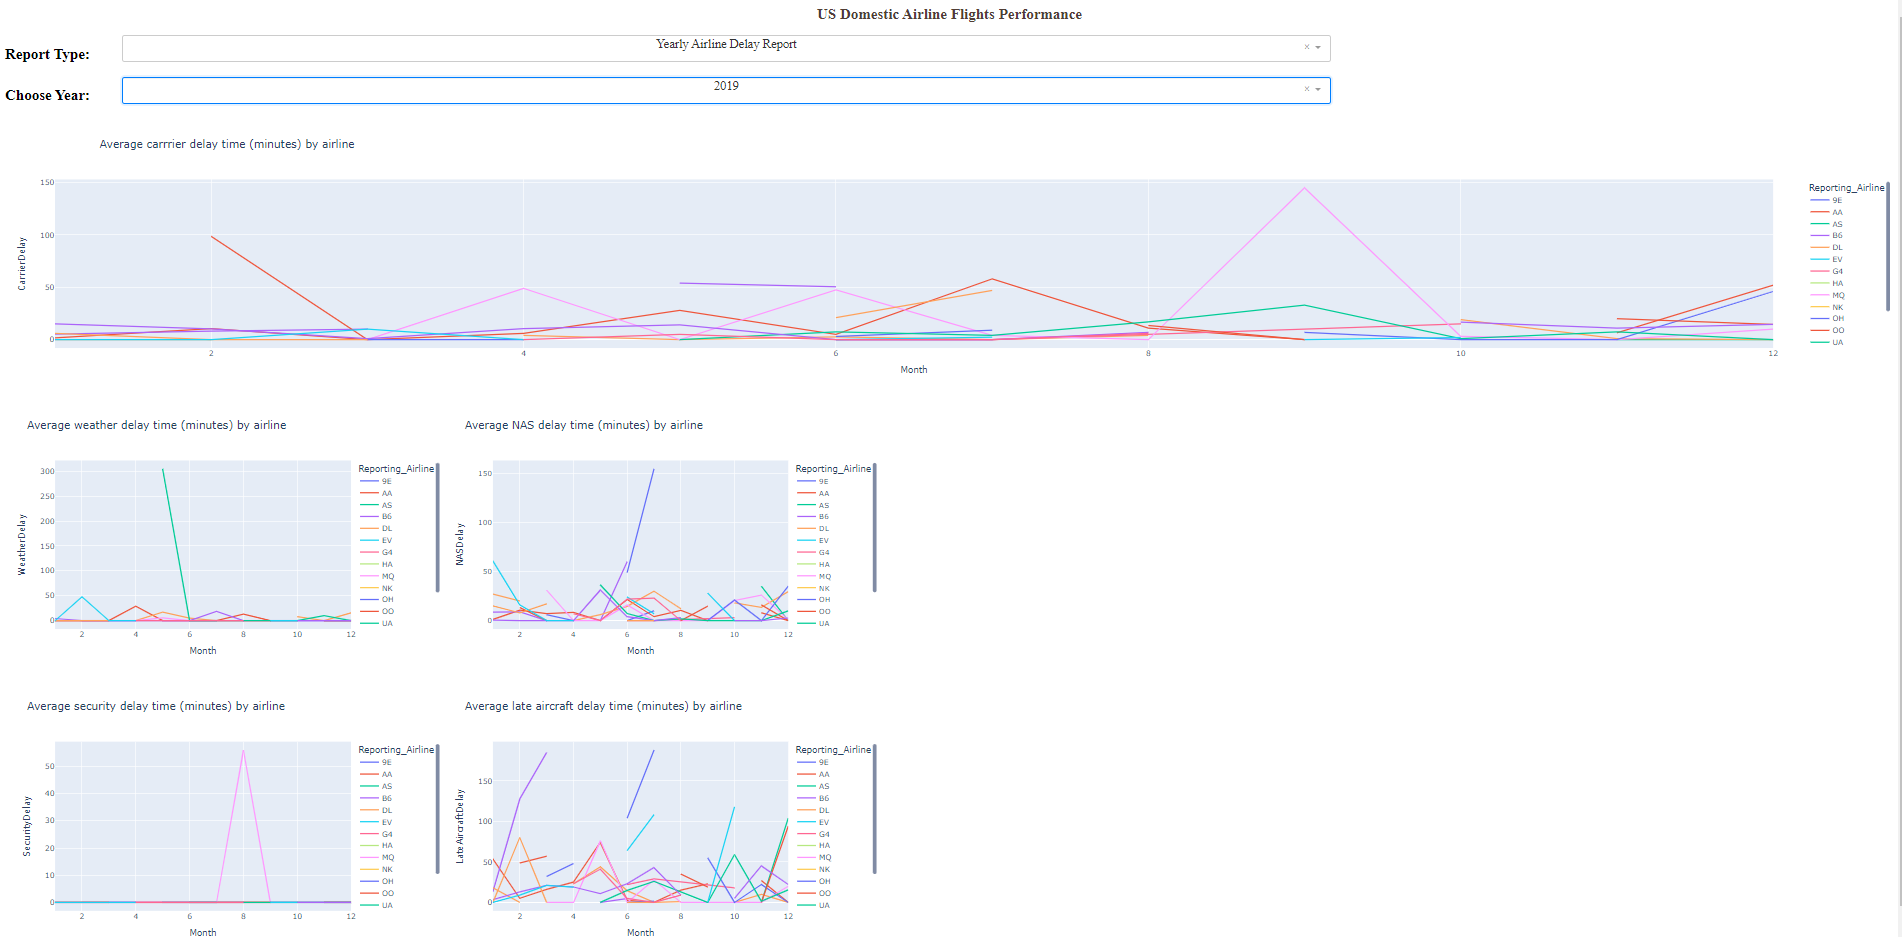 US Domestic Airline Flights Performance
Report Type:
Yearly Airline Delay Report
× ▾
Choose Year:
2019
× ▾
Average carrrier delay time (minutes) by airline
150
100
50
0
CarrierDelay
2 4 6 8 10 12
Month
Reporting_Airline
9E
AA
AS
B6
DL
EV
G4
HA
MQ
NK
OH
OO
UA
Average weather delay time (minutes) by airline
300
250
200
150
100
50
0
WeatherDelay
2 4 6 8 10 12
Month
Reporting_Airline
9E
AA
AS
B6
DL
EV
G4
HA
MQ
NK
OH
OO
UA
Average NAS delay time (minutes) by airline
150
100
50
0
NASDelay
2 4 6 8 10 12
Month
Reporting_Airline
9E
AA
AS
B6
DL
EV
G4
HA
MQ
NK
OH
OO
UA
Average security delay time (minutes) by airline
50
40
30
20
10
0
SecurityDelay
2 4 6 8 10 12
Month
Reporting_Airline
9E
AA
AS
B6
DL
EV
G4
HA
MQ
NK
OH
OO
UA
Average late aircraft delay time (minutes) by airline
150
100
50
0
LateAircraftDelay
2 4 6 8 10 12
Month
Reporting_Airline
9E
AA
AS
B6
DL
EV
G4
HA
MQ
NK
OH
OO
UA